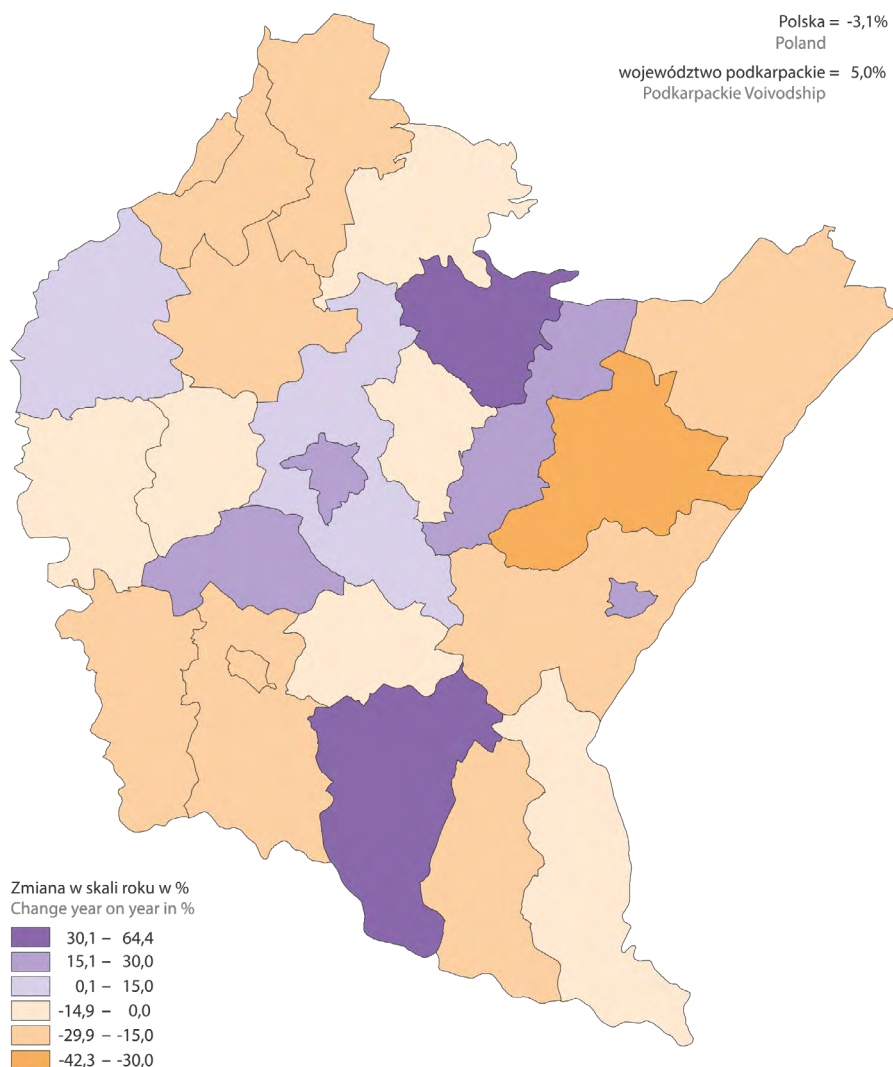 Polska = -3,1%
Poland
województwo podkarpackie = 5,0%
Podkarpackie Voivodship
Zmiana w skali roku w %
Change year on year in %
30,1 – 64,4
15,1 – 30,0
0,1 – 15,0
-14,9 – 0,0
-29,9 – -15,0
-42,3 – -30,0